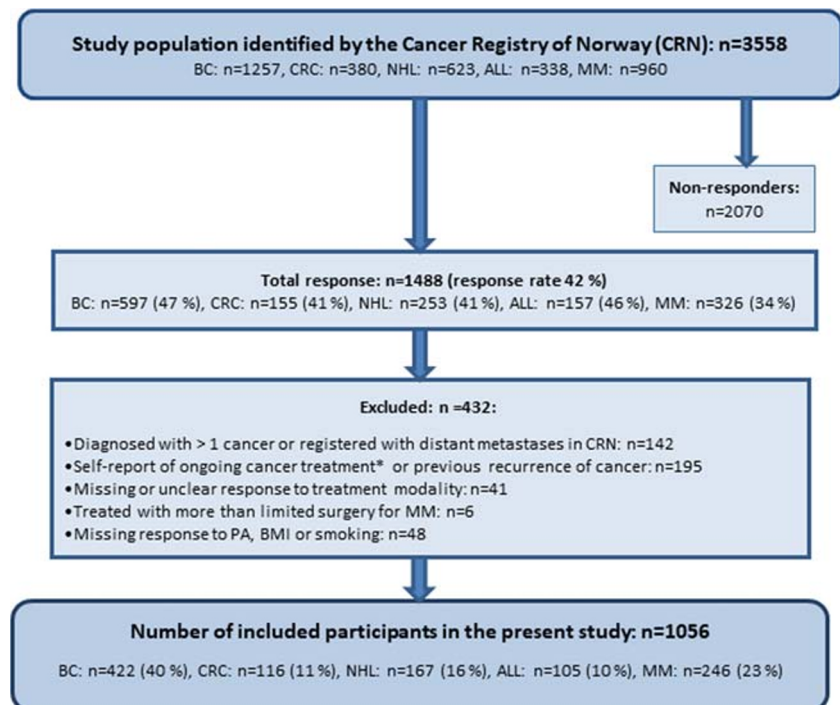 Study population identified by the Cancer Registry of Norway (CRN): n=3558
BC: n=1257, CRC: n=380, NHL: n=623, ALL: n=338, MM: n=960
Non-responders:
n=2070
Total response: n=1488 (response rate 42 %)
BC: n=597 (47 %), CRC: n=155 (41 %), NHL: n=253 (41 %), ALL: n=157 (46 %), MM: n=326 (34 %)
Excluded: n =432:
•Diagnosed with > 1 cancer or registered with distant metastases in CRN: n=142
•Self-report of ongoing cancer treatment* or previous recurrence of cancer: n=195
•Missing or unclear response to treatment modality: n=41
•Treated with more than limited surgery for MM: n=6
•Missing response to PA, BMI or smoking: n=48
Number of included participants in the present study: n=1056
BC: n=422 (40 %), CRC: n=116 (11 %), NHL: n=167 (16 %), ALL: n=105 (10 %), MM: n=246 (23 %)